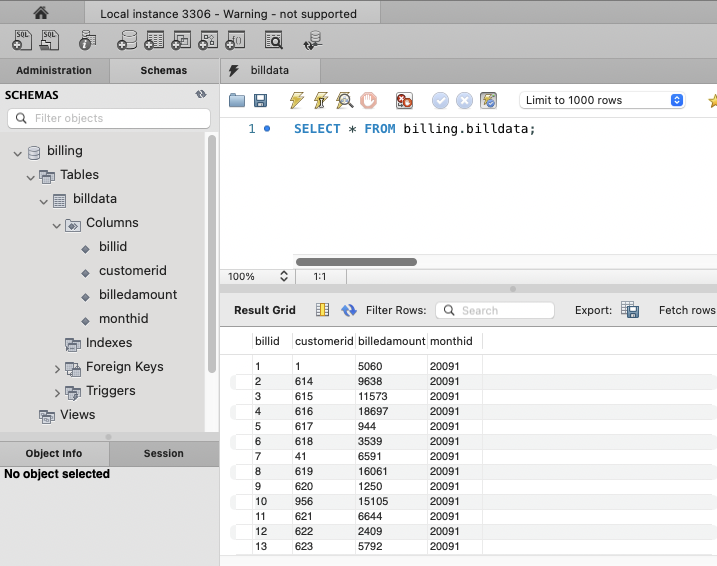 Local instance 3306 - Warning - not supported
Administration Schemas billdata
SCHEMAS
Filter objects
billing
Tables
billdata
Columns
billid
customerid
billedamount
monthid
Indexes
Foreign Keys
Triggers
Views
Object Info Session
No object selected
Limit to 1000 rows
1 SELECT * FROM billing.billdata;
100% 1:1
Result Grid Filter Rows: Search Export: Fetch rows
billid customerid billedamount monthid
1 1 5060 20091
2 614 9638 20091
3 615 11573 20091
4 616 18697 20091
5 617 944 20091
6 618 3539 20091
7 41 6591 20091
8 619 16061 20091
9 620 1250 20091
10 956 15105 20091
11 621 6644 20091
12 622 2409 20091
13 623 5792 20091